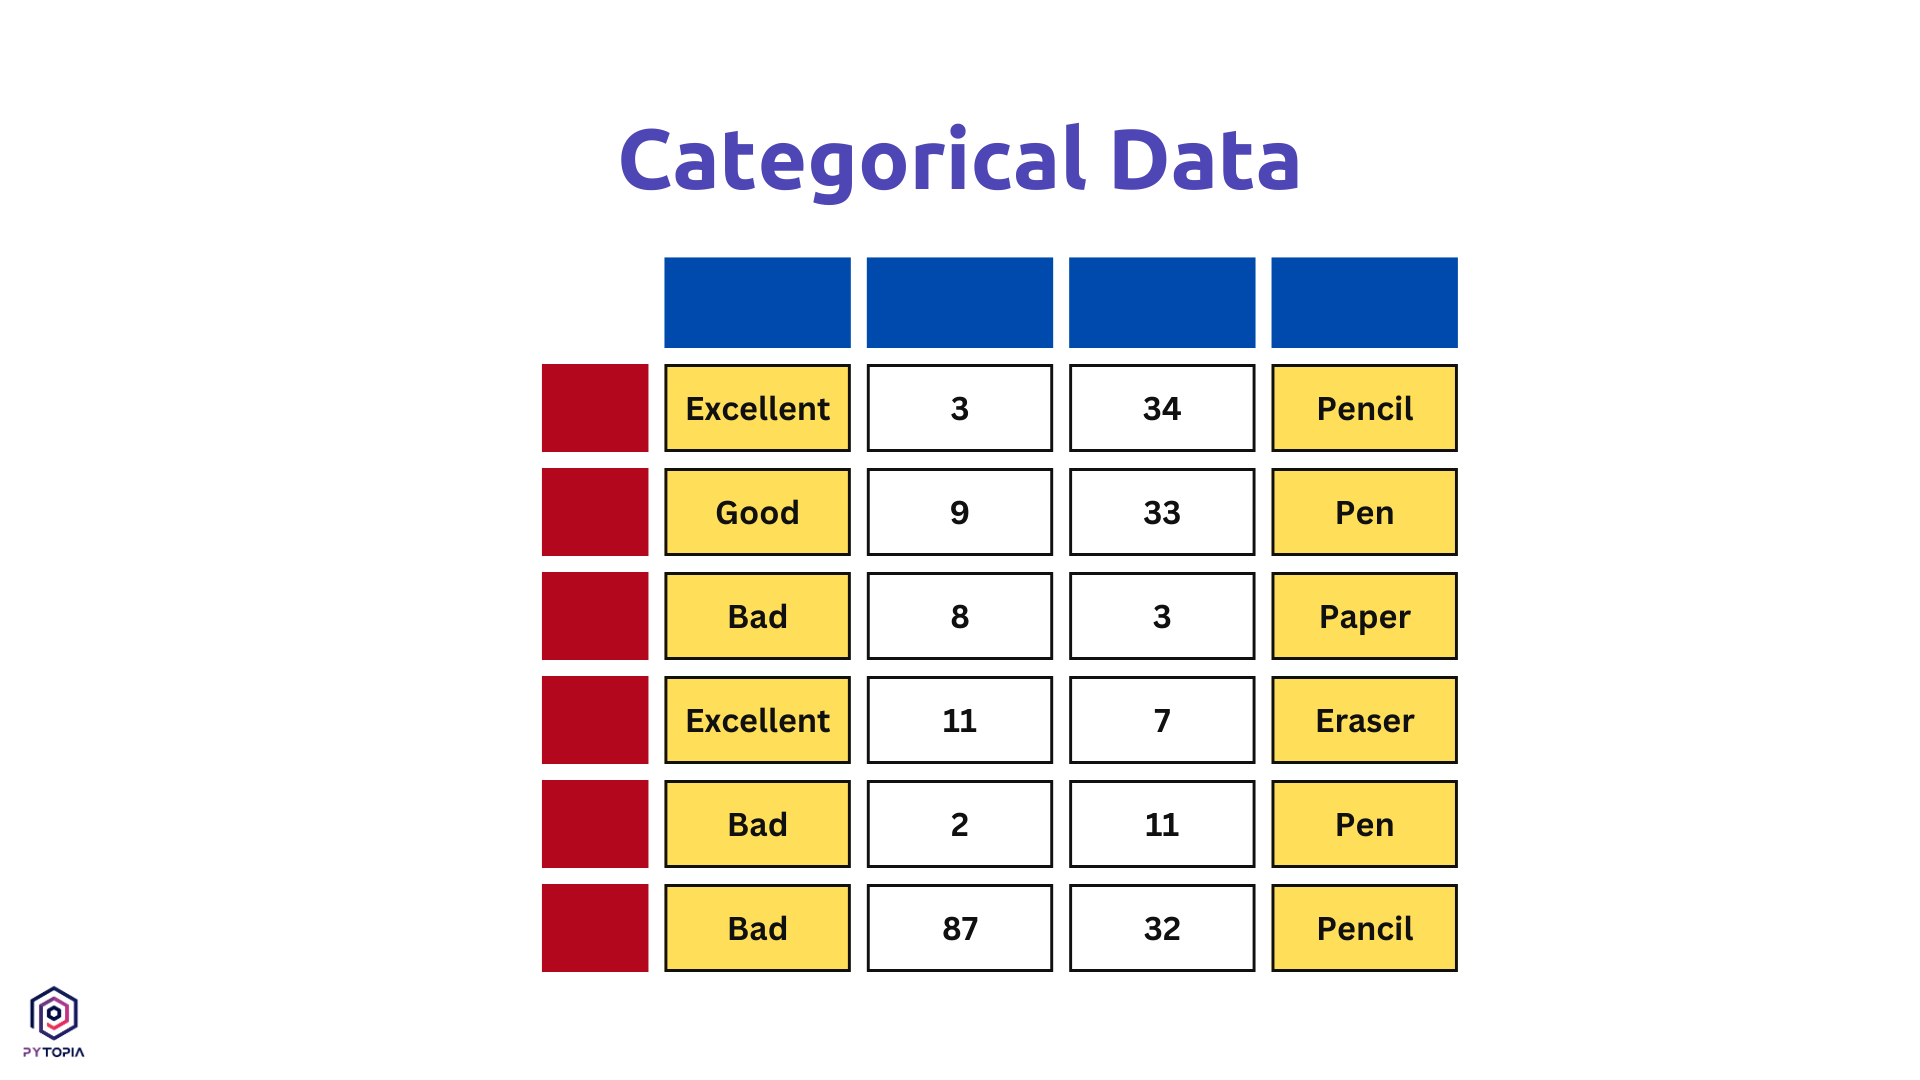 Categorical Data
Excellent 3 34 Pencil
Good 9 33 Pen
Bad 8 3 Paper
Excellent 11 7 Eraser
Bad 2 11 Pen
Bad 87 32 Pencil
PYTOPIA